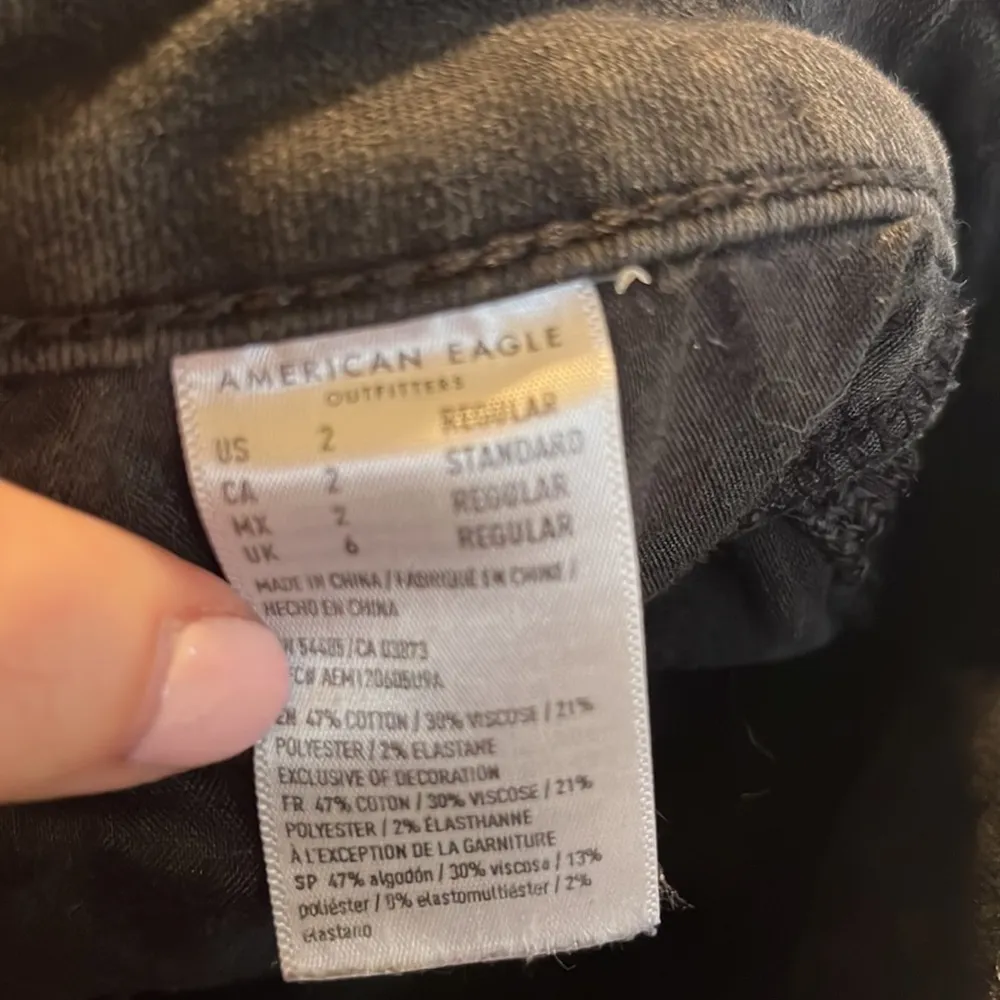 AMERICAN EAGLE
OUTFITTERS
US 2 REGULAR
CA 2 STANDARD
MX 2 REGULAR
UK 6 REGULAR
MADE IN CHINA / FABRIQUÉ EN CHINE /
HECHO EN CHINA
54485 / CA 03873
AEM120605U9A
47% COTTON / 30% VISCOSE / 21%
POLYESTER / 2% ELASTANE
EXCLUSIVE OF DECORATION
FR 47% COTON / 30% VISCOSE / 21%
POLYESTER / 2% ÉLASTHANNE
À L'EXCEPTION DE LA GARNITURE
SP 47% algodón / 30% viscosa / 13%
poliéster / 8% elastomultiéster / 2%
elastano